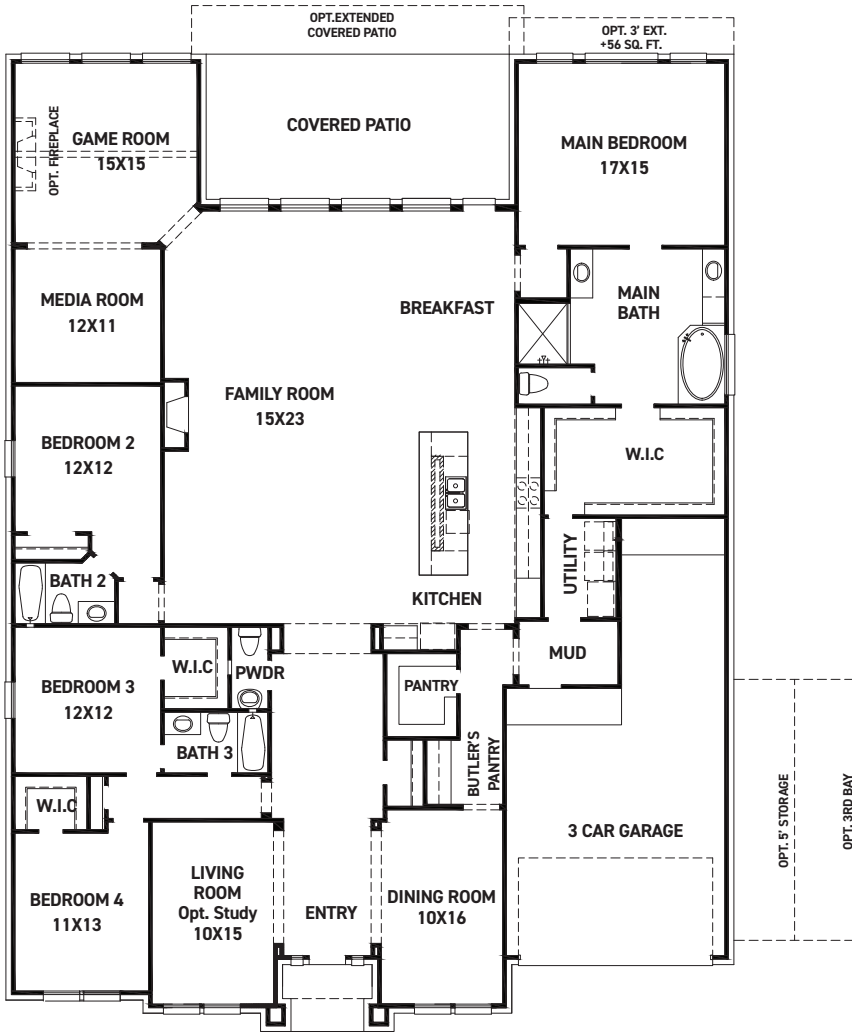 OPT.EXTENDED
COVERED PATIO
OPT. 3' EXT.
+56 SQ. FT.
OPT. FIREPLACE
GAME ROOM
15X15
COVERED PATIO
MAIN BEDROOM
17X15
MEDIA ROOM
12X11
BREAKFAST
MAIN
BATH
FAMILY ROOM
15X23
BEDROOM 2
12X12
W.I.C
BATH 2
KITCHEN
UTILITY
MUD
BEDROOM 3
12X12
W.I.C
PWDR
PANTRY
BATH 3
BUTLER'S
PANTRY
W.I.C
3 CAR GARAGE
OPT. 5' STORAGE
OPT. 3RD BAY
BEDROOM 4
11X13
LIVING
ROOM
Opt. Study
10X15
ENTRY
DINING ROOM
10X16